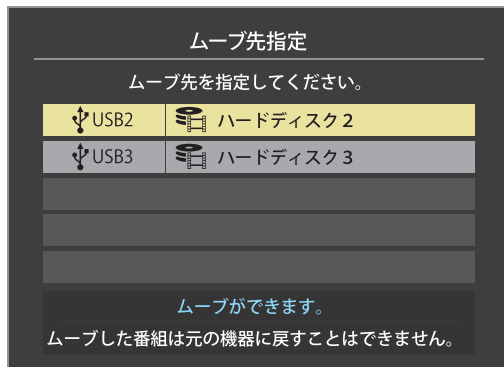 ムーブ先指定
ムーブ先を指定してください。
USB2 ハードディスク2
USB3 ハードディスク3
ムーブができます。
ムーブした番組は元の機器に戻すことはできません。